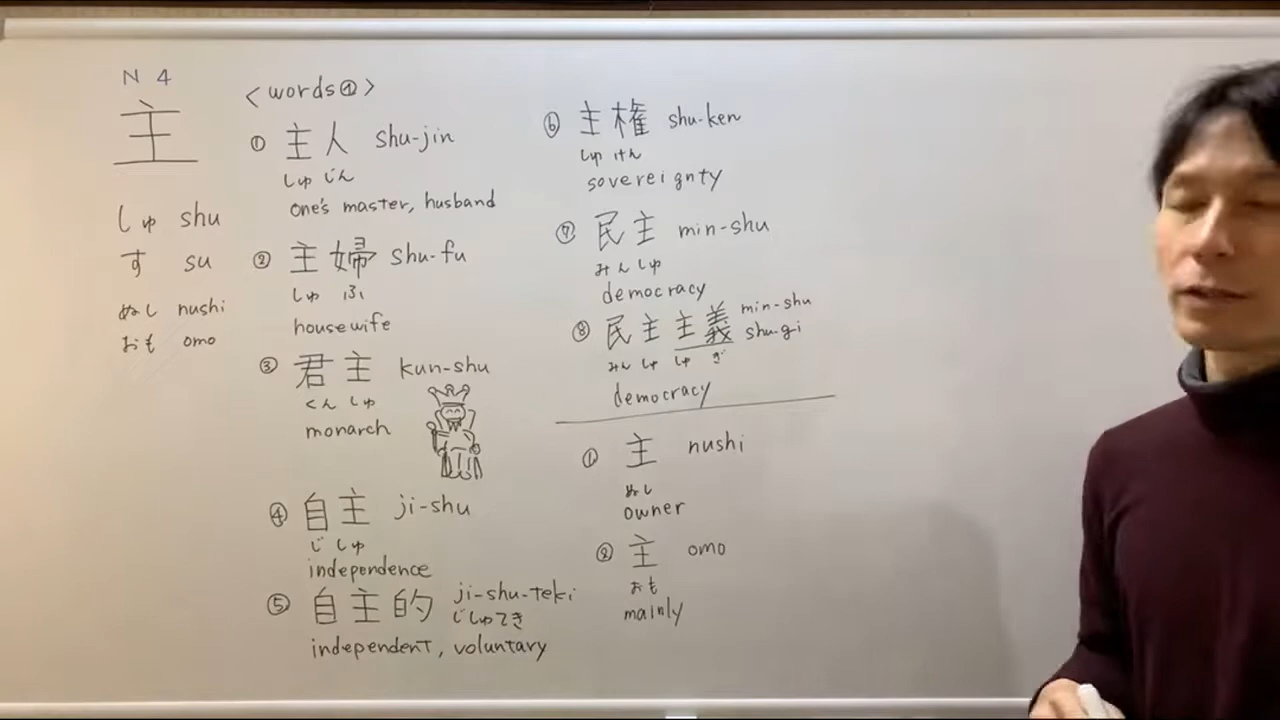 N4
主
しゅ shu
す su
ぬし nushi
おも omo
<words①>
① 主人 shu-jin
しゅ じん
one's master, husband
② 主婦 shu-fu
しゅ ふ
housewife
③ 君主 kun-shu
くん しゅ
monarch
④ 自主 ji-shu
じ しゅ
independence
⑤ 自主的 ji-shu-teki
じしゅてき
independent, voluntary
⑥ 主権 shu-ken
しゅ けん
sovereignty
⑦ 民主 min-shu
みん しゅ
democracy
⑧ 民主主義 min-shu
shu-gi
みん しゅ しゅ ぎ
democracy
① 主 nushi
ぬし
owner
② 主 omo
おも
mainly